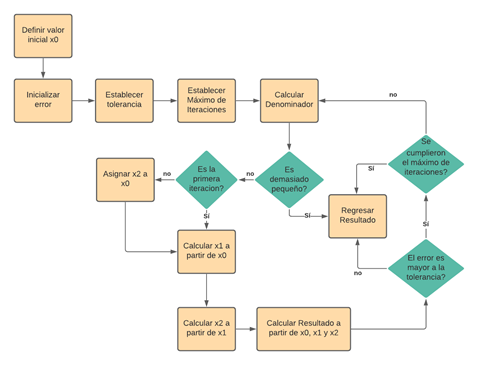 Definir valor
inicial x0
Inicializar
error
Establecer
tolerancia
Establecer
Máximo de
Iteraciones
Calcular
Denominador
no
Se
cumplieron
el máximo de
iteraciones?
Sí
Asignar x2 a
x0
no
Es la
primera
iteracion?
no
Es
demasiado
pequeño?
Sí
Sí
Regresar
Resultado
Sí
Calcular x1 a
partir de x0
no
El error es
mayor a la
tolerancia?
Calcular x2 a
partir de x1
Calcular Resultado a
partir de x0, x1 y x2